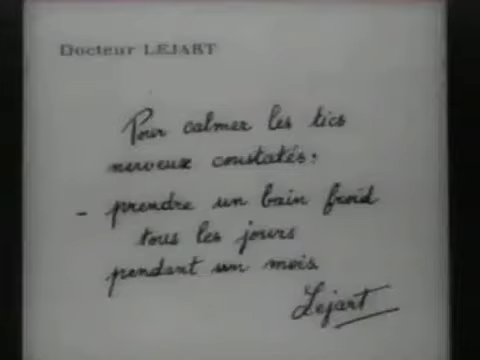 Docteur LEJART
Pour calmer les tics
nerveux constatés:
- prendre un bain froid
tous les jours
pendant un mois
Lejart